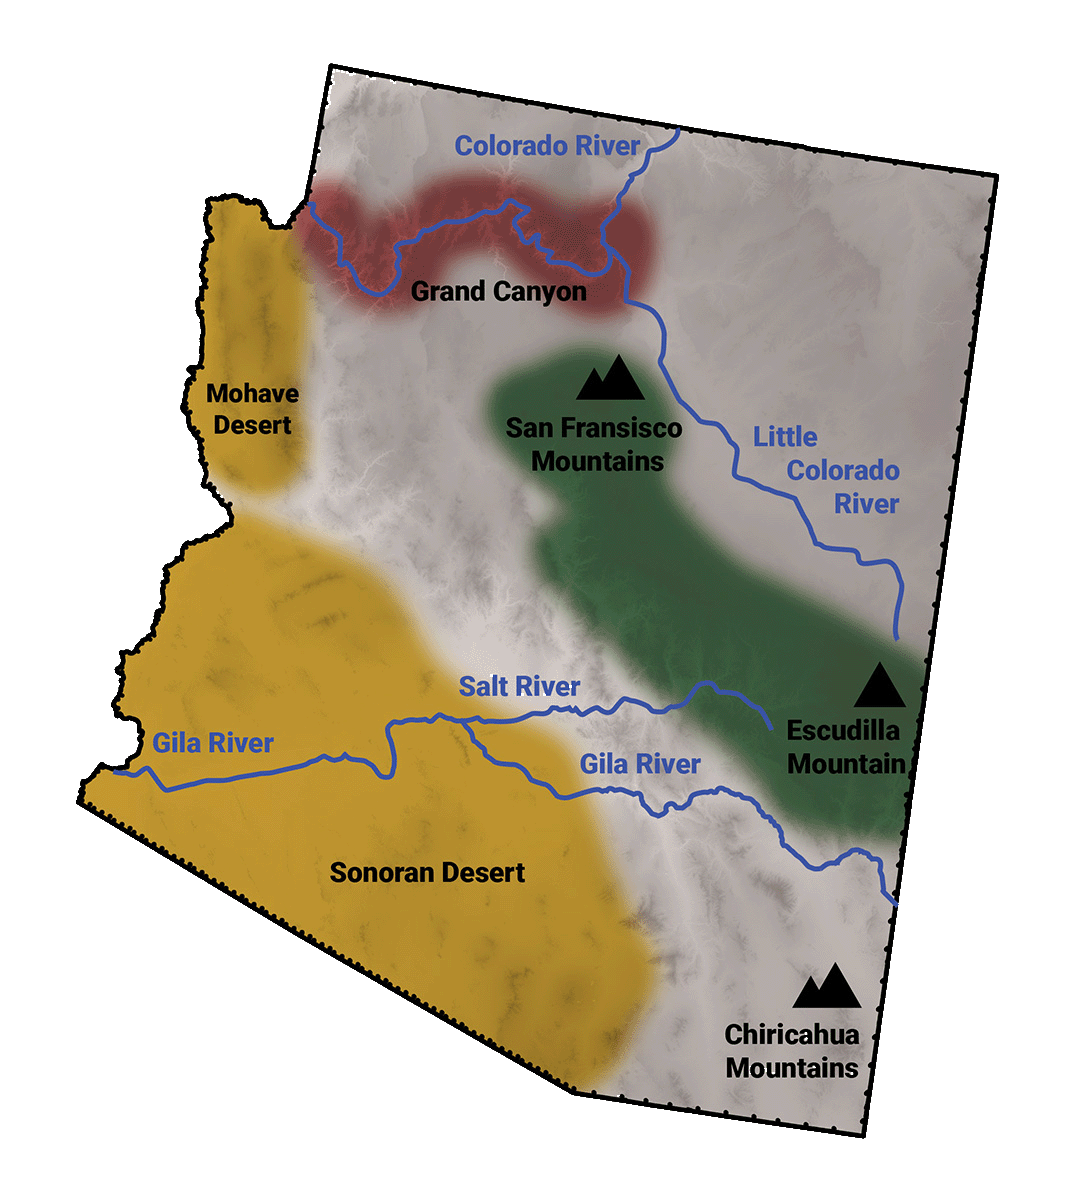 Colorado River
Grand Canyon
Mohave
Desert
San Fransisco
Mountains
Little
Colorado
River
Salt River
Escudilla
Mountain
Gila River
Gila River
Sonoran Desert
Chiricahua
Mountains